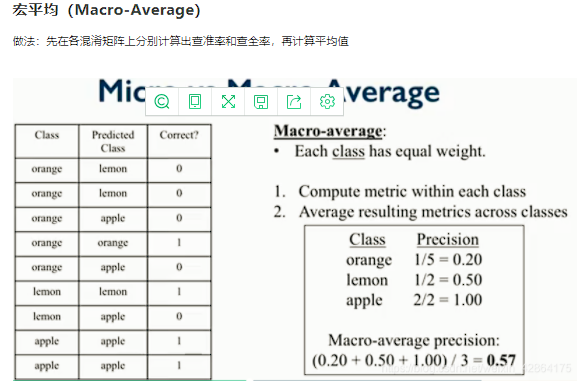 宏平均（Macro-Average）
做法：先在各混淆矩阵上分别计算出查准率和查全率，再计算平均值
Average
Class Predicted Class Correct?
orange lemon 0
orange lemon 0
orange apple 0
orange orange 1
orange apple 0
lemon lemon 1
lemon apple 0
apple apple 1
apple apple 1
Macro-average:
• Each class has equal weight.
1. Compute metric within each class
2. Average resulting metrics across classes
Class Precision
orange 1/5 = 0.20
lemon 1/2 = 0.50
apple 2/2 = 1.00
Macro-average precision:
(0.20 + 0.50 + 1.00) / 3 = 0.57